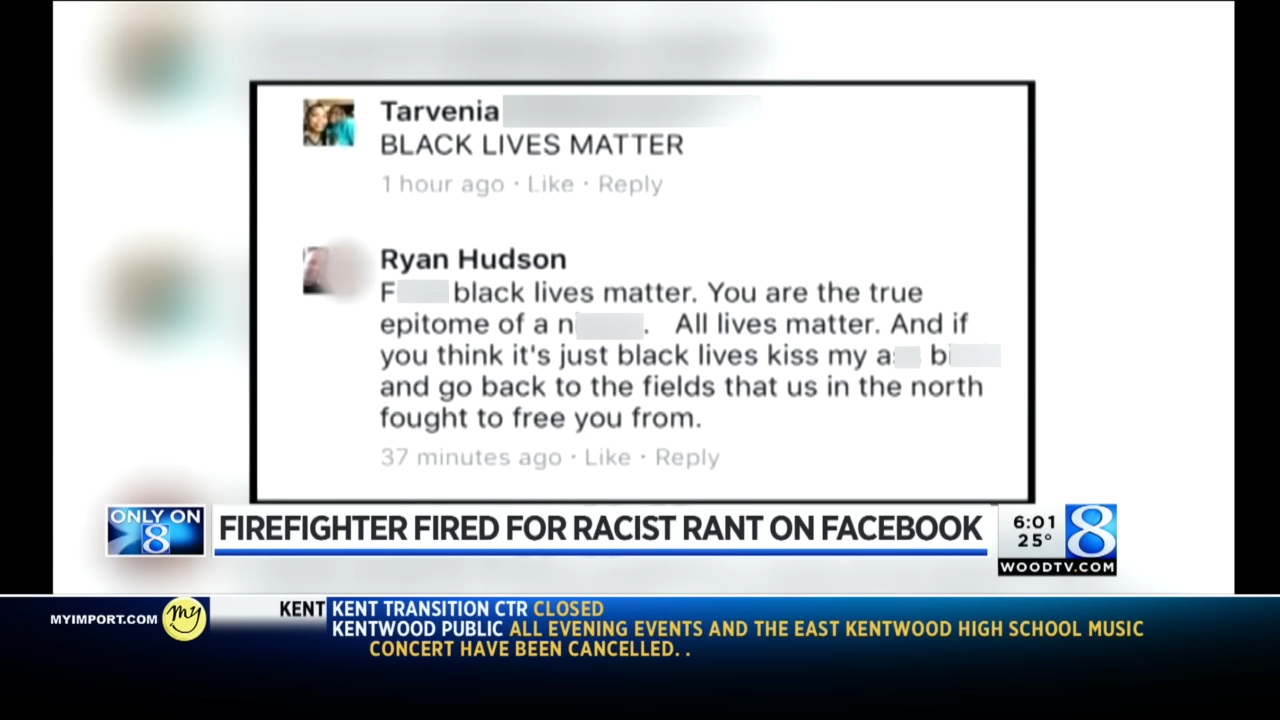 Tarvenia
BLACK LIVES MATTER
1 hour ago · Like · Reply
Ryan Hudson
F black lives matter. You are the true
epitome of a n . All lives matter. And if
you think it's just black lives kiss my a b
and go back to the fields that us in the north
fought to free you from.
37 minutes ago · Like · Reply
ONLY ON
8
FIREFIGHTER FIRED FOR RACIST RANT ON FACEBOOK
6:01
25°
8
WOODTV.COM
MYIMPORT.COM my
KENT KENT TRANSITION CTR CLOSED
KENTWOOD PUBLIC ALL EVENING EVENTS AND THE EAST KENTWOOD HIGH SCHOOL MUSIC
CONCERT HAVE BEEN CANCELLED. .